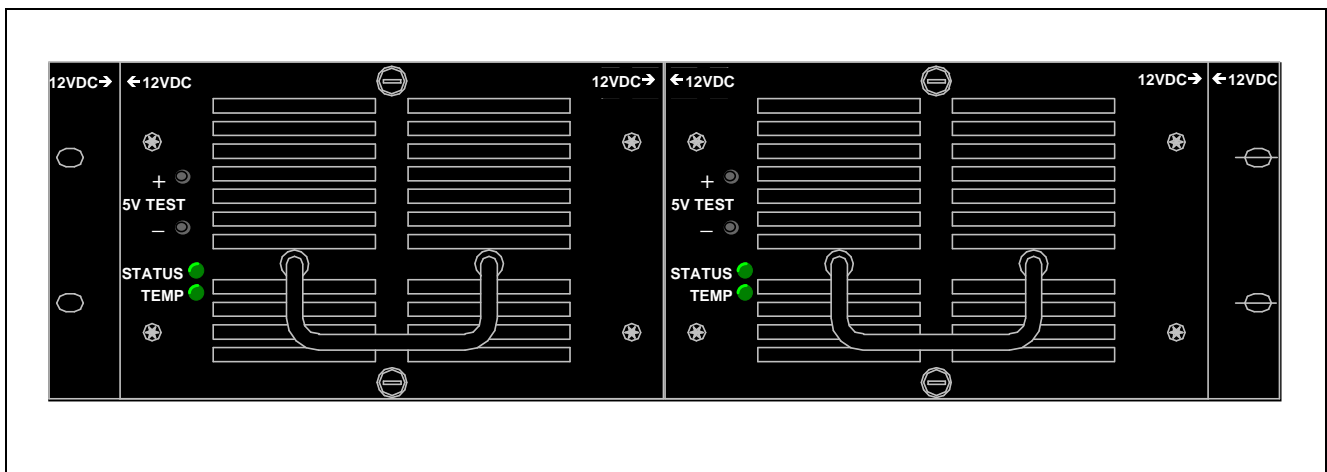 12VDC→ ←12VDC 12VDC→ ←12VDC 12VDC→ ←12VDC
+ +
5V TEST 5V TEST
– –
STATUS STATUS
TEMP TEMP